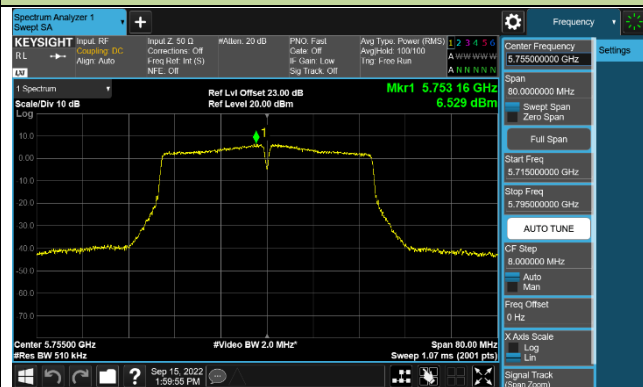 Spectrum Analyzer 1
Swept SA
Frequency
KEYSIGHT
Input: RF
Coupling: DC
Align: Auto
Input Z: 50 Ω
Corrections: Off
Freq Ref: Int (S)
NFE: Off
#Atten: 20 dB
PNO: Fast
Gate: Off
IF Gain: Low
Sig Track: Off
Avg Type: Power (RMS)
Avg|Hold: 100/100
Trig: Free Run
1 2 3 4 5 6
A W W W W W
A N N N N N
RL
LXI
1 Spectrum
Scale/Div 10 dB
Log
Ref Lvl Offset 23.00 dB
Ref Level 20.00 dBm
Mkr1 5.753 16 GHz
6.529 dBm
1
10.0
0.00
-10.0
-20.0
-30.0
-40.0
-50.0
-60.0
-70.0
Center 5.75500 GHz
#Res BW 510 kHz
#Video BW 2.0 MHz*
Span 80.00 MHz
Sweep 1.07 ms (2001 pts)
Sep 15, 2022
1:59:55 PM
Center Frequency
5.755000000 GHz
Span
80.0000000 MHz
Swept Span
Zero Span
Full Span
Start Freq
5.715000000 GHz
Stop Freq
5.795000000 GHz
AUTO TUNE
CF Step
8.000000 MHz
Auto
Man
Freq Offset
0 Hz
X Axis Scale
Log
Lin
Signal Track
(Span Zoom)
Settings